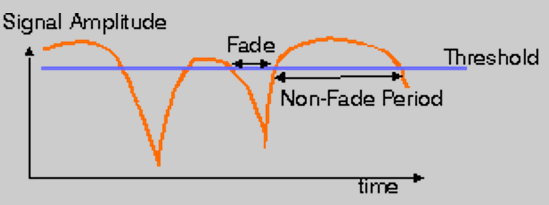 Signal Amplitude
Fade
Threshold
Non-Fade Period
time